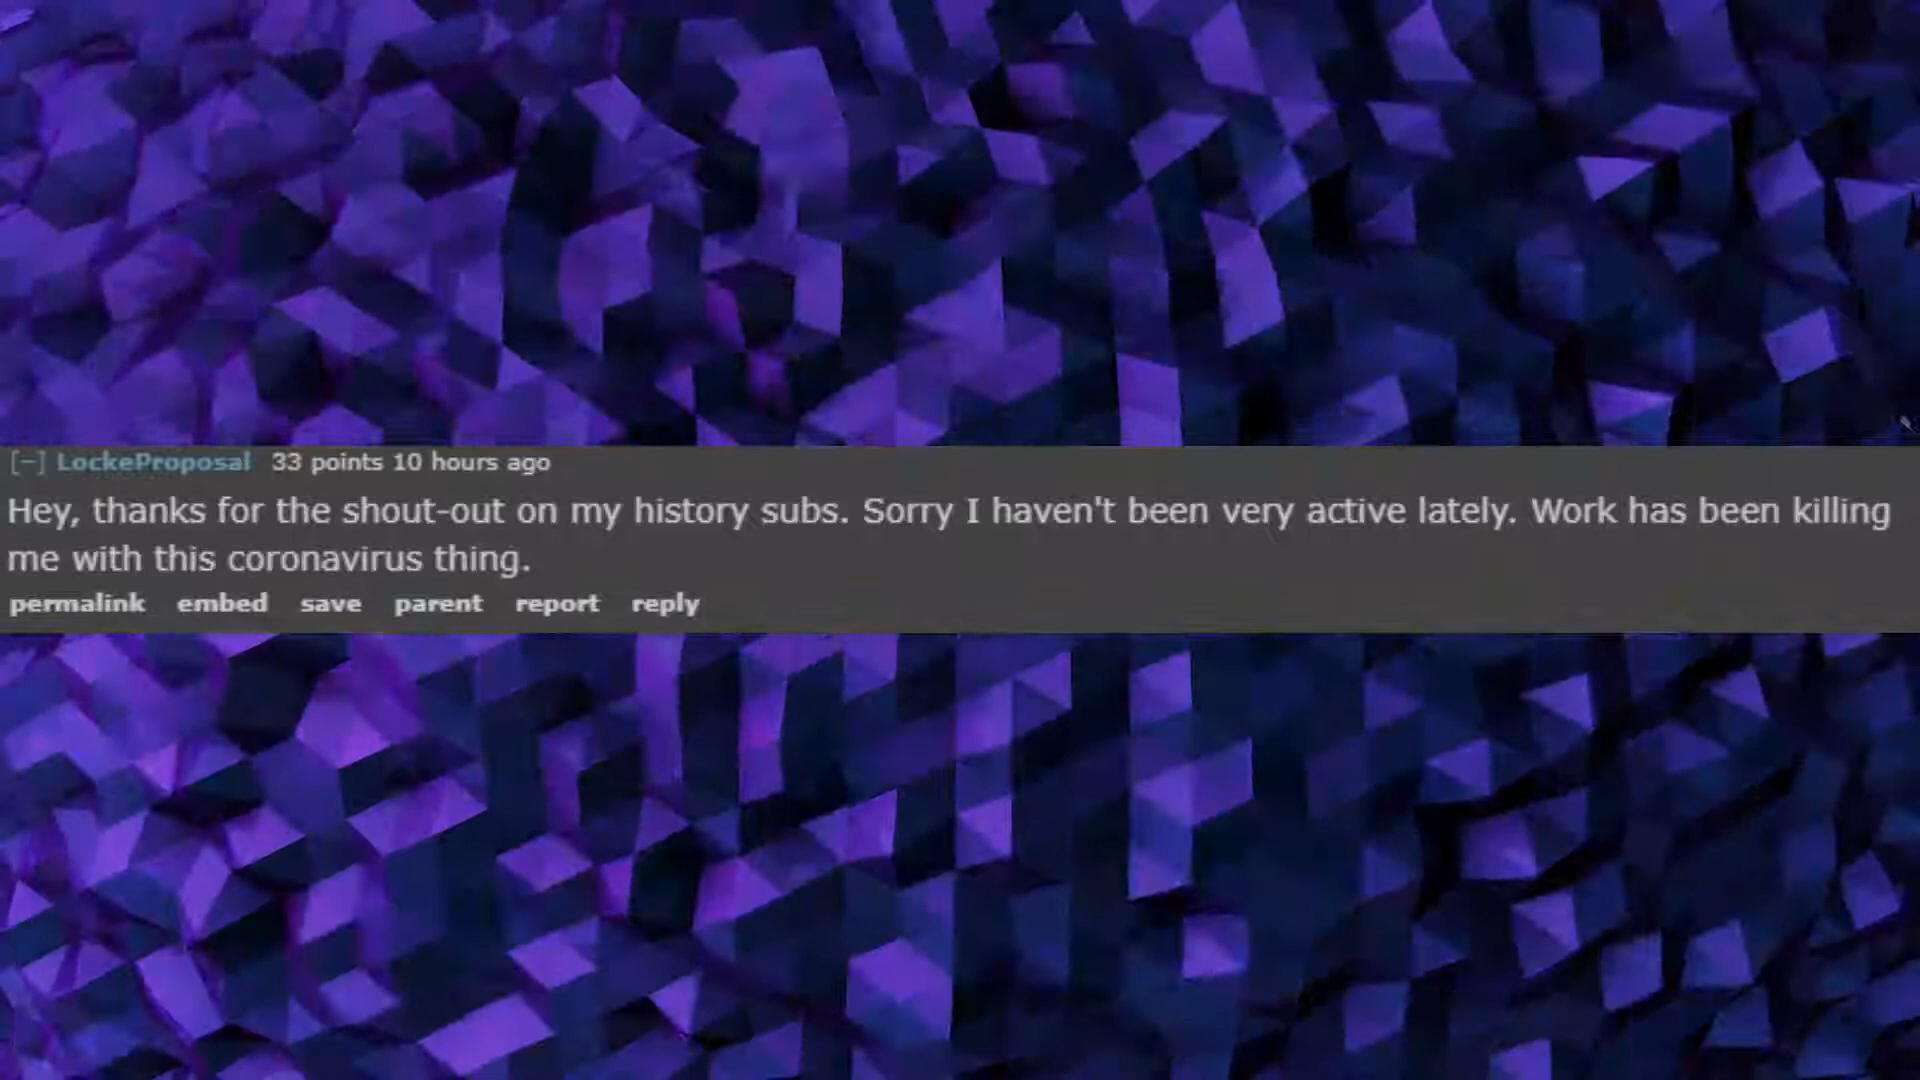 [–] LockeProposal 33 points 10 hours ago
Hey, thanks for the shout-out on my history subs. Sorry I haven't been very active lately. Work has been killing
me with this coronavirus thing.
permalink embed save parent report reply